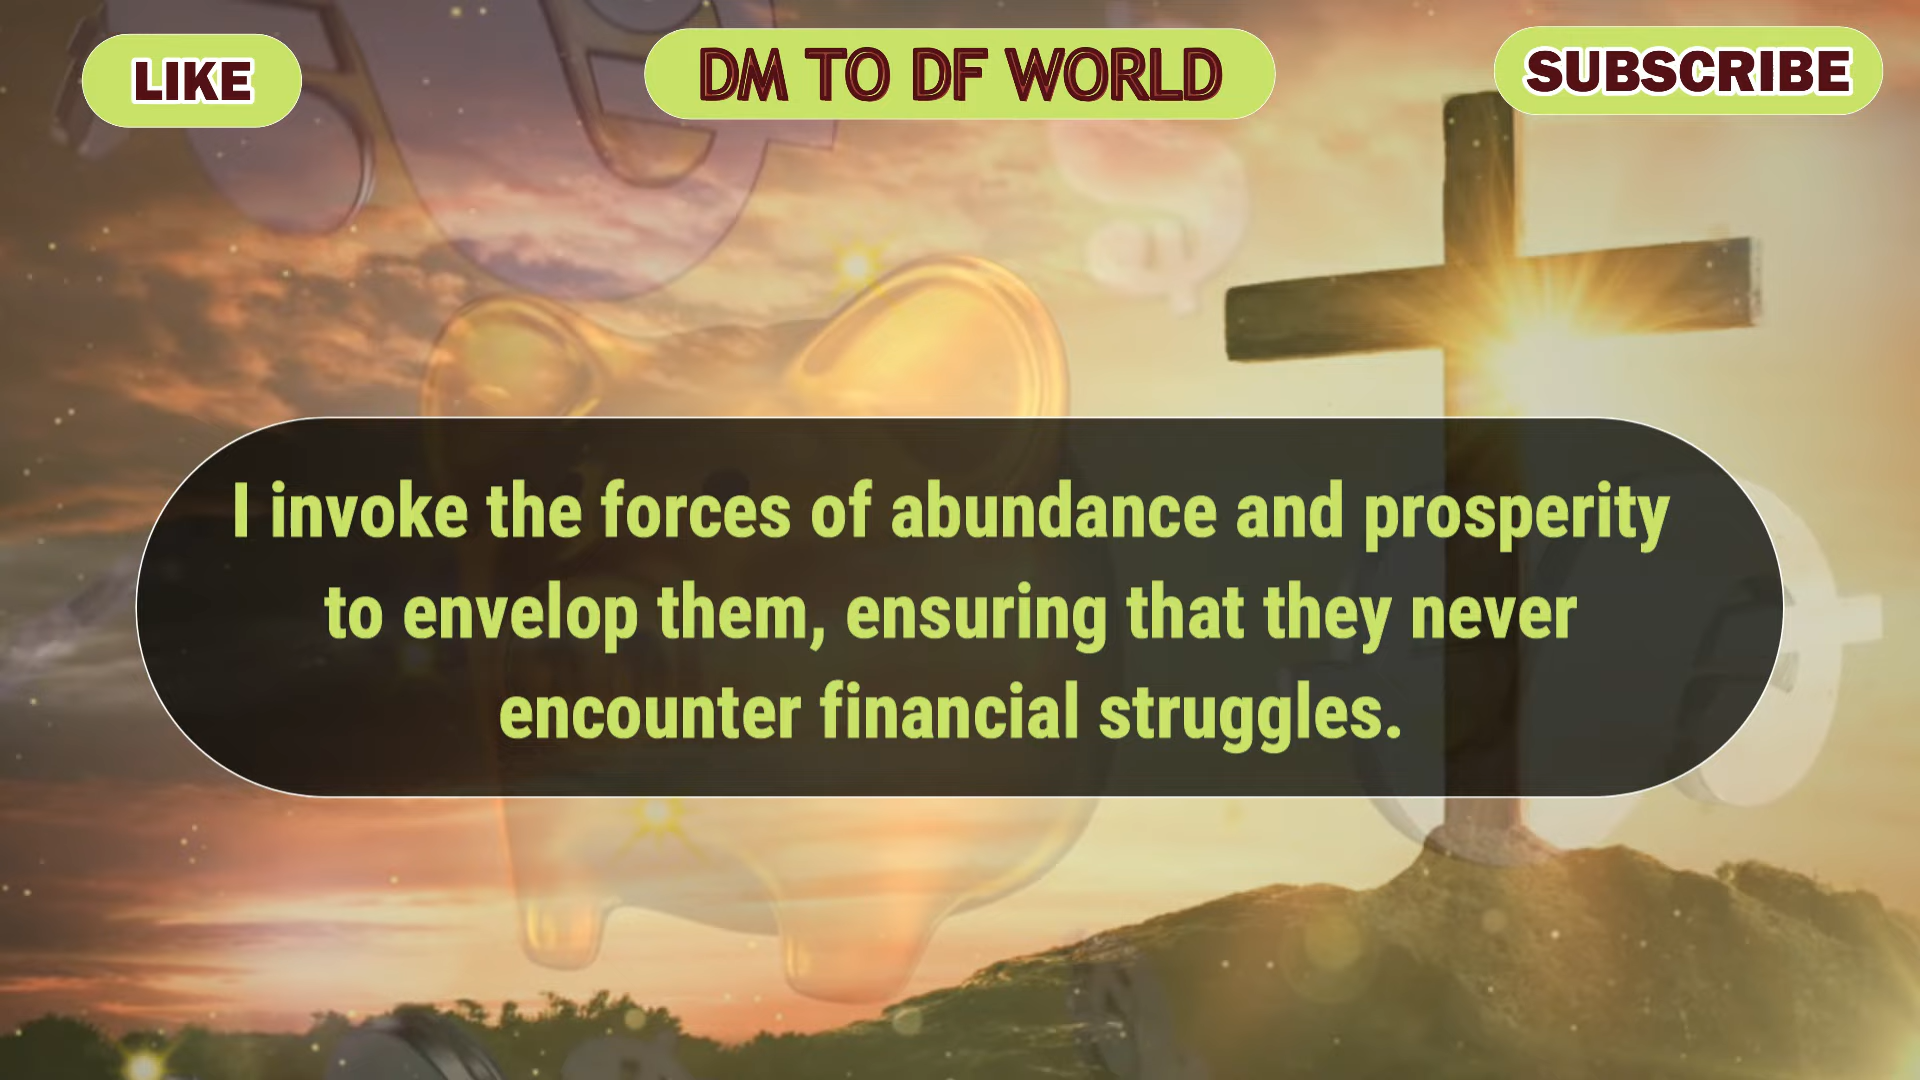 LIKE
DM TO DF WORLD
SUBSCRIBE
I invoke the forces of abundance and prosperity
to envelop them, ensuring that they never
encounter financial struggles.